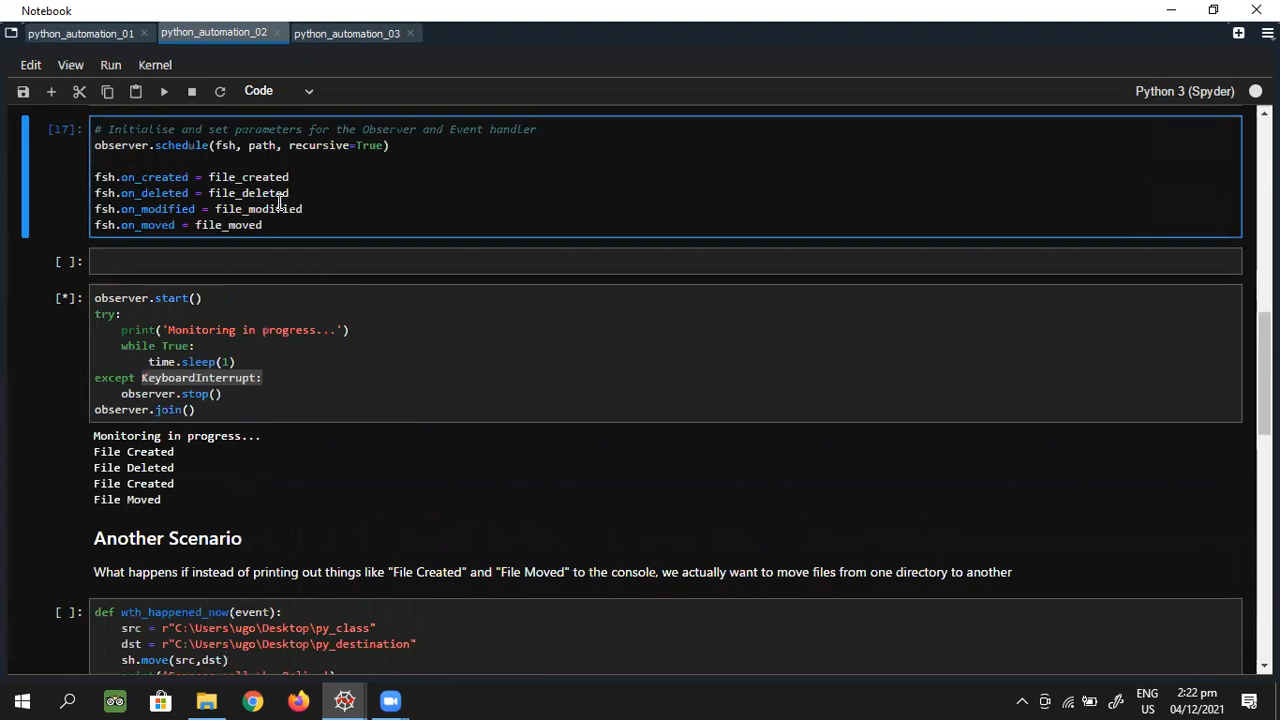 Notebook
python_automation_01
python_automation_02
python_automation_03
Edit View Run Kernel
Code
Python 3 (Spyder)
[17]:
# Initialise and set parameters for the Observer and Event handler
observer.schedule(fsh, path, recursive=True)
fsh.on_created = file_created
fsh.on_deleted = file_deleted
fsh.on_modified = file_modified
fsh.on_moved = file_moved
[ ]:
[*]:
observer.start()
try:
print('Monitoring in progress...')
while True:
time.sleep(1)
except KeyboardInterrupt:
observer.stop()
observer.join()
Monitoring in progress...
File Created
File Deleted
File Created
File Moved
Another Scenario
What happens if instead of printing out things like "File Created" and "File Moved" to the console, we actually want to move files from one directory to another
[ ]:
def wth_happened_now(event):
src = r"C:\Users\ugo\Desktop\py_class"
dst = r"C:\Users\ugo\Desktop\py_destination"
sh.move(src,dst)
ENG
US
2:22 pm
04/12/2021